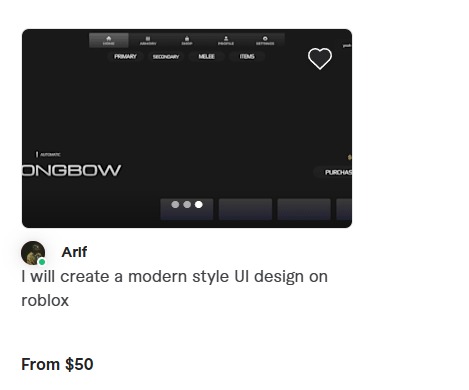 HOME ARMORY SHOP PROFILE SETTINGS
PRIMARY SECONDARY MELEE ITEMS
AUTOMATIC
ONGBOW
PURCHAS
Arif
I will create a modern style UI design on
roblox
From $50